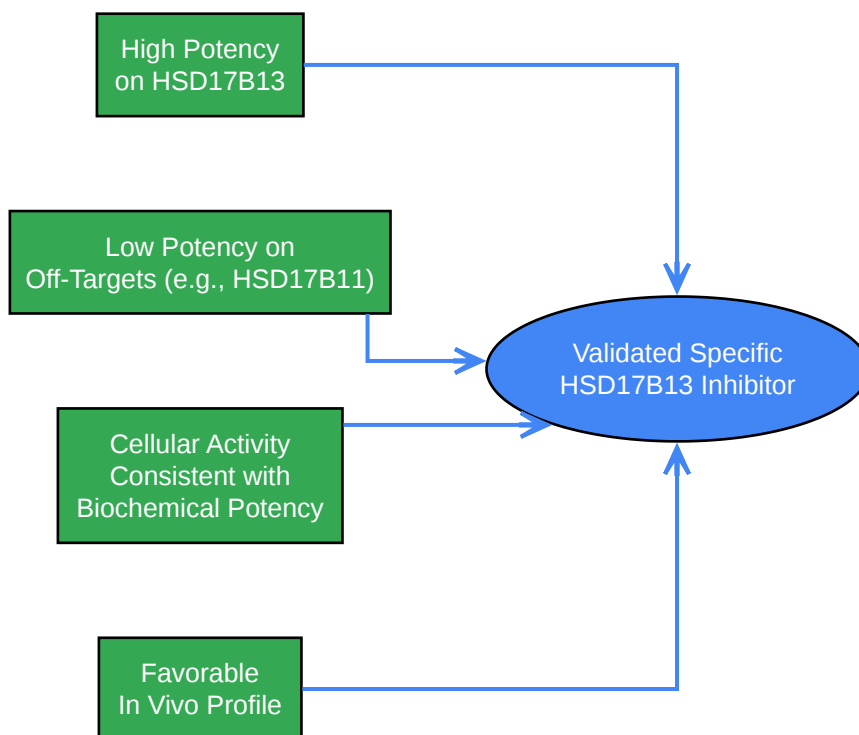 High Potency
on HSD17B13
Low Potency on
Off-Targets (e.g., HSD17B11)
Validated Specific
HSD17B13 Inhibitor
Cellular Activity
Consistent with
Biochemical Potency
Favorable
In Vivo Profile